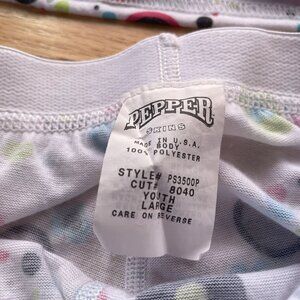 PEPPER
SKINS
MADE IN U.S.A.
BODY
100% POLYESTER
STYLE# PS3500P
CUT# 8040
YOUTH
LARGE
CARE ON REVERSE